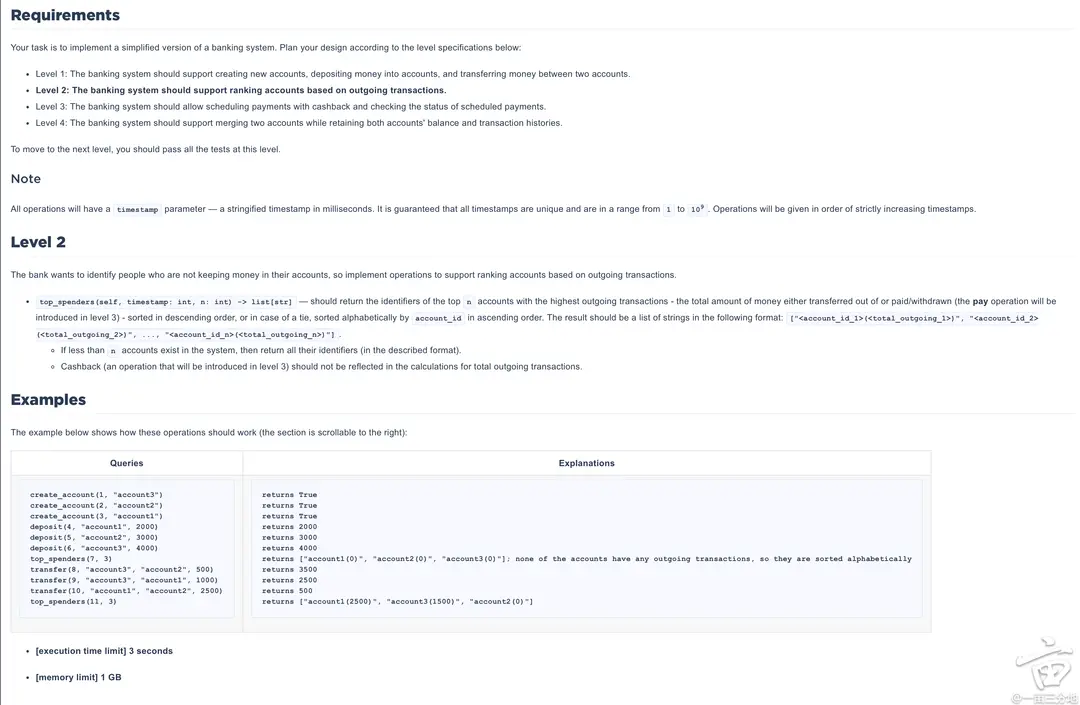 Requirements
Your task is to implement a simplified version of a banking system. Plan your design according to the level specifications below:
• Level 1: The banking system should support creating new accounts, depositing money into accounts, and transferring money between two accounts.
• Level 2: The banking system should support ranking accounts based on outgoing transactions.
• Level 3: The banking system should allow scheduling payments with cashback and checking the status of scheduled payments.
• Level 4: The banking system should support merging two accounts while retaining both accounts' balance and transaction histories.
To move to the next level, you should pass all the tests at this level.
Note
All operations will have a timestamp parameter — a stringified timestamp in milliseconds. It is guaranteed that all timestamps are unique and are in a range from 1 to 10⁹. Operations will be given in order of strictly increasing timestamps.
Level 2
The bank wants to identify people who are not keeping money in their accounts, so implement operations to support ranking accounts based on outgoing transactions.
• top_spenders(self, timestamp: int, n: int) -> list[str] — should return the identifiers of the top n accounts with the highest outgoing transactions - the total amount of money either transferred out of or paid/withdrawn (the pay operation will be
introduced in level 3) - sorted in descending order, or in case of a tie, sorted alphabetically by account_id in ascending order. The result should be a list of strings in the following format: ["<account_id_1>(<total_outgoing_1>)", "<account_id_2>
(<total_outgoing_2>)", ..., "<account_id_n>(<total_outgoing_n>)"] .
○ If less than n accounts exist in the system, then return all their identifiers (in the described format).
○ Cashback (an operation that will be introduced in level 3) should not be reflected in the calculations for total outgoing transactions.
Examples
The example below shows how these operations should work (the section is scrollable to the right):
Queries Explanations
create_account(1, "account3") returns True
create_account(2, "account2") returns True
create_account(3, "account1") returns True
deposit(4, "account1", 2000) returns 2000
deposit(5, "account2", 3000) returns 3000
deposit(6, "account3", 4000) returns 4000
top_spenders(7, 3) returns ["account1(0)", "account2(0)", "account3(0)"]; none of the accounts have any outgoing transactions, so they are sorted alphabetically
transfer(8, "account3", "account2", 500) returns 3500
transfer(9, "account3", "account1", 1000) returns 2500
transfer(10, "account1", "account2", 2500) returns 500
top_spenders(11, 3) returns ["account1(2500)", "account3(1500)", "account2(0)"]
• [execution time limit] 3 seconds
• [memory limit] 1 GB
@一亩三分地